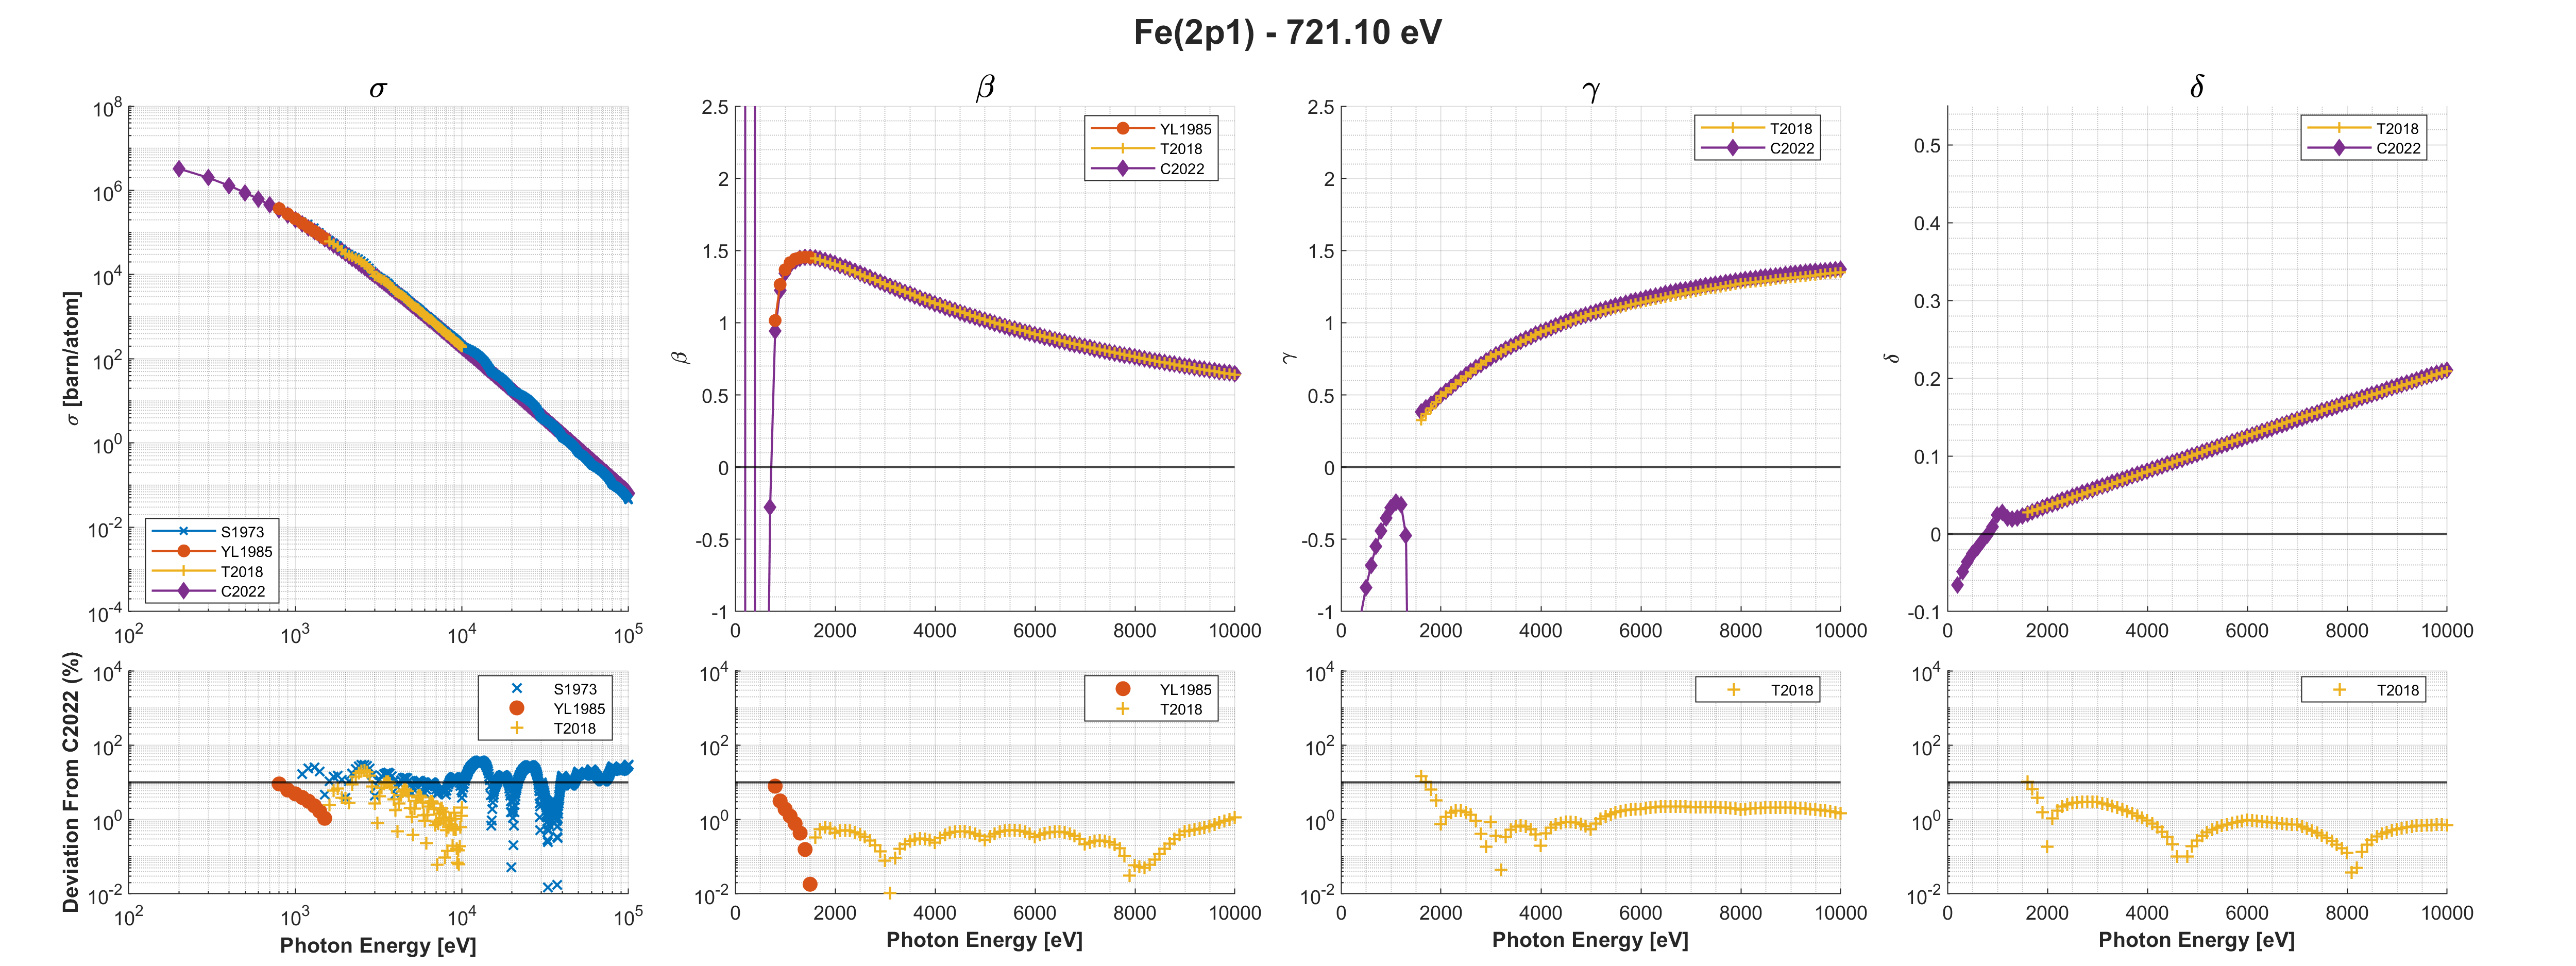 Fe(2p1) - 721.10 eV
σ
σ [barn/atom]
10^8
10^6
10^4
10^2
10^0
10^-2
10^-4
10^2
10^3
10^4
10^5
S1973
YL1985
T2018
C2022
β
β
2.5
2
1.5
1
0.5
0
-0.5
-1
0
2000
4000
6000
8000
10000
YL1985
T2018
C2022
γ
γ
2.5
2
1.5
1
0.5
0
-0.5
-1
0
2000
4000
6000
8000
10000
T2018
C2022
δ
δ
0.5
0.4
0.3
0.2
0.1
0
-0.1
0
2000
4000
6000
8000
10000
T2018
C2022
Deviation From C2022 (%)
10^4
10^2
10^0
10^-2
10^2
10^3
10^4
10^5
S1973
YL1985
T2018
Photon Energy [eV]
10^4
10^2
10^0
10^-2
0
2000
4000
6000
8000
10000
YL1985
T2018
Photon Energy [eV]
10^4
10^2
10^0
10^-2
0
2000
4000
6000
8000
10000
T2018
Photon Energy [eV]
10^4
10^2
10^0
10^-2
0
2000
4000
6000
8000
10000
T2018
Photon Energy [eV]